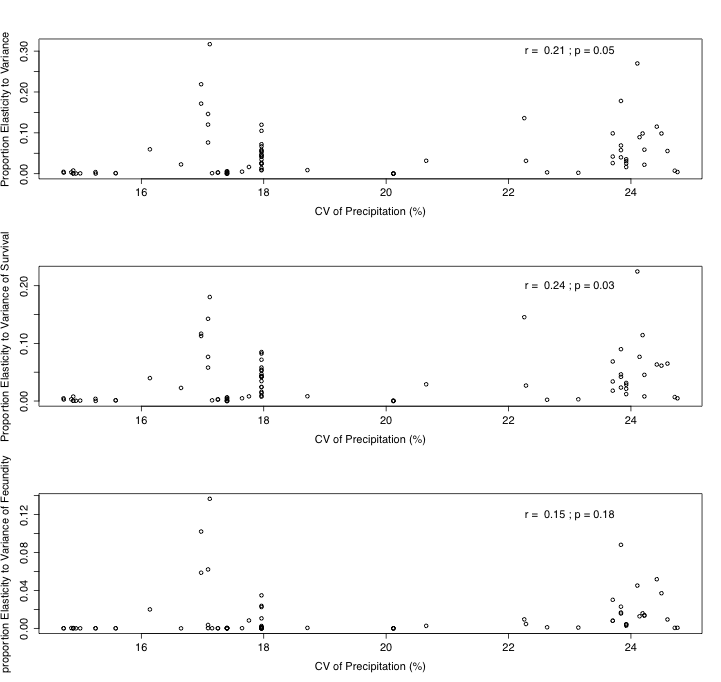 Proportion Elasticity to Variance
0.00 0.10 0.20 0.30
r = 0.21 ; p = 0.05
16 18 20 22 24
CV of Precipitation (%)
Proportion Elasticity to Variance of Survival
0.00 0.10 0.20
r = 0.24 ; p = 0.03
16 18 20 22 24
CV of Precipitation (%)
proportion Elasticity to Variance of Fecundity
0.00 0.04 0.08 0.12
r = 0.15 ; p = 0.18
16 18 20 22 24
CV of Precipitation (%)